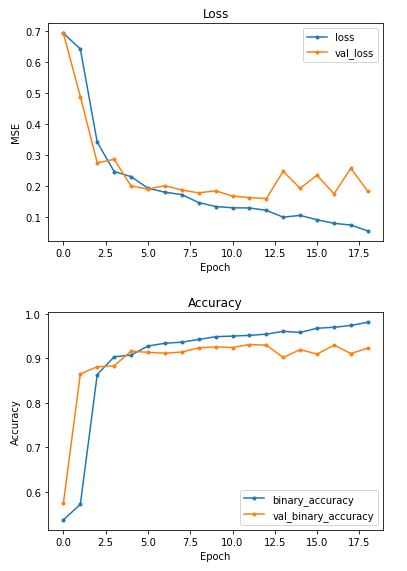 Loss
0.7
0.6
0.5
0.4
0.3
0.2
0.1
MSE
loss
val_loss
0.0 2.5 5.0 7.5 10.0 12.5 15.0 17.5
Epoch
Accuracy
1.0
0.9
0.8
0.7
0.6
Accuracy
binary_accuracy
val_binary_accuracy
0.0 2.5 5.0 7.5 10.0 12.5 15.0 17.5
Epoch